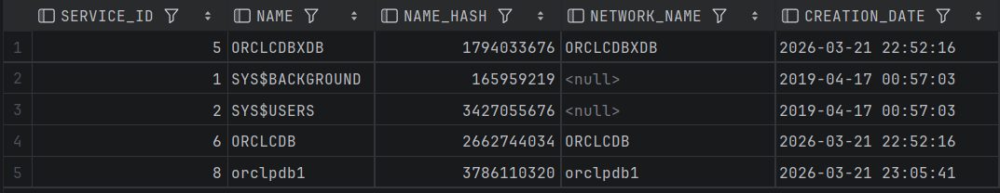 SERVICE_ID NAME NAME_HASH NETWORK_NAME CREATION_DATE
1 5 ORCLCDBXDB 1794033676 ORCLCDBXDB 2026-03-21 22:52:16
2 1 SYS$BACKGROUND 165959219 <null> 2019-04-17 00:57:03
3 2 SYS$USERS 3427055676 <null> 2019-04-17 00:57:03
4 6 ORCLCDB 2662744034 ORCLCDB 2026-03-21 22:52:16
5 8 orclpdb1 3786110320 orclpdb1 2026-03-21 23:05:41